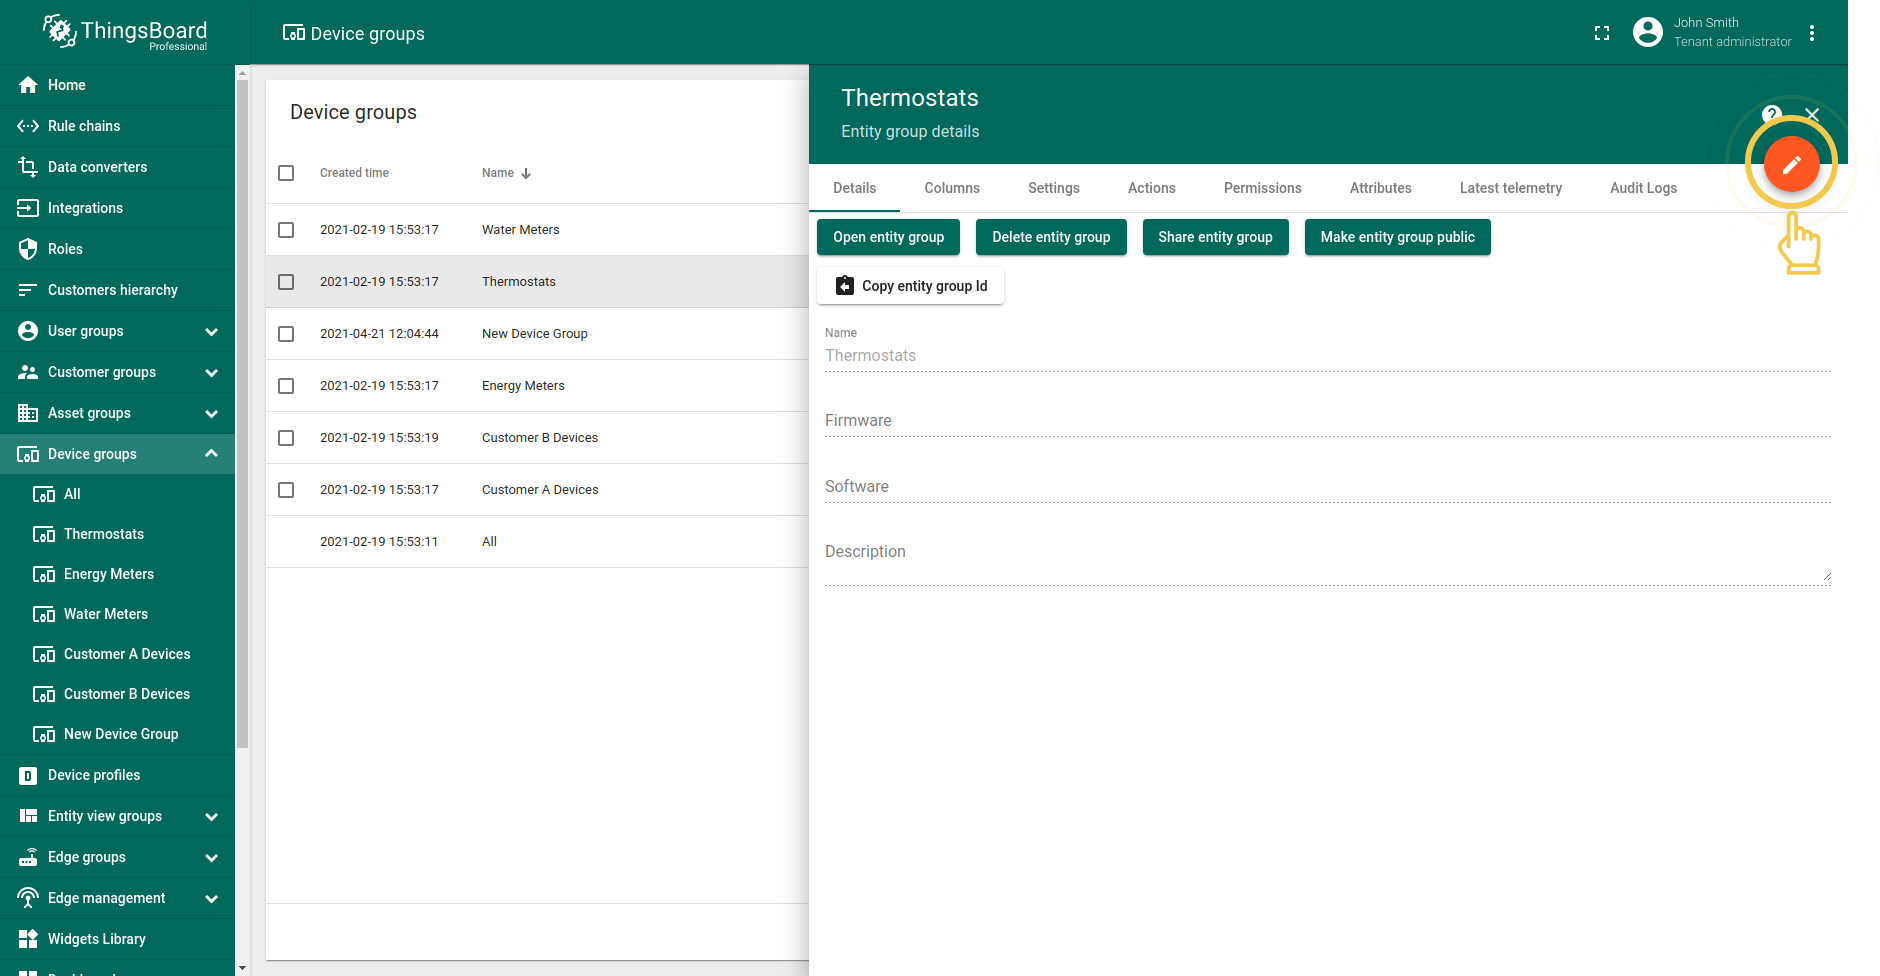 ThingsBoard
Professional
Device groups
John Smith
Tenant administrator
Home
Rule chains
Data converters
Integrations
Roles
Customers hierarchy
User groups
Customer groups
Asset groups
Device groups
All
Thermostats
Energy Meters
Water Meters
Customer A Devices
Customer B Devices
New Device Group
Device profiles
Entity view groups
Edge groups
Edge management
Widgets Library
Device groups
Created time Name
2021-02-19 15:53:17 Water Meters
2021-02-19 15:53:17 Thermostats
2021-04-21 12:04:44 New Device Group
2021-02-19 15:53:17 Energy Meters
2021-02-19 15:53:19 Customer B Devices
2021-02-19 15:53:17 Customer A Devices
2021-02-19 15:53:11 All
Thermostats
Entity group details
Details Columns Settings Actions Permissions Attributes Latest telemetry Audit Logs
Open entity group Delete entity group Share entity group Make entity group public
Copy entity group Id
Name
Thermostats
Firmware
Software
Description